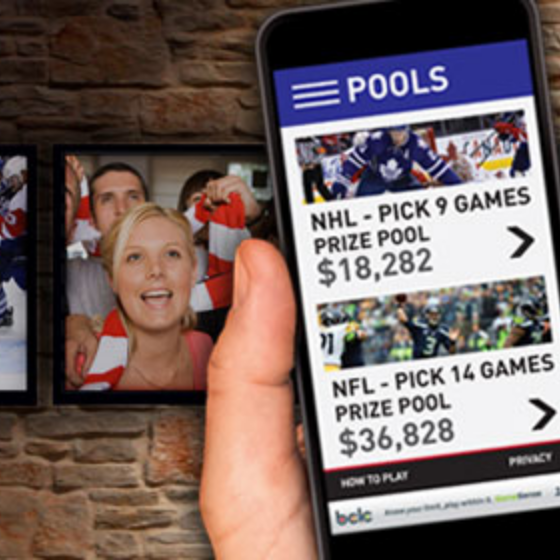 POOLS
NHL - PICK 9 GAMES
PRIZE POOL
$18,282
NFL - PICK 14 GAMES
PRIZE POOL
$36,828
HOW TO PLAY
PRIVACY
bclc Know your limit, play within it. GameSense